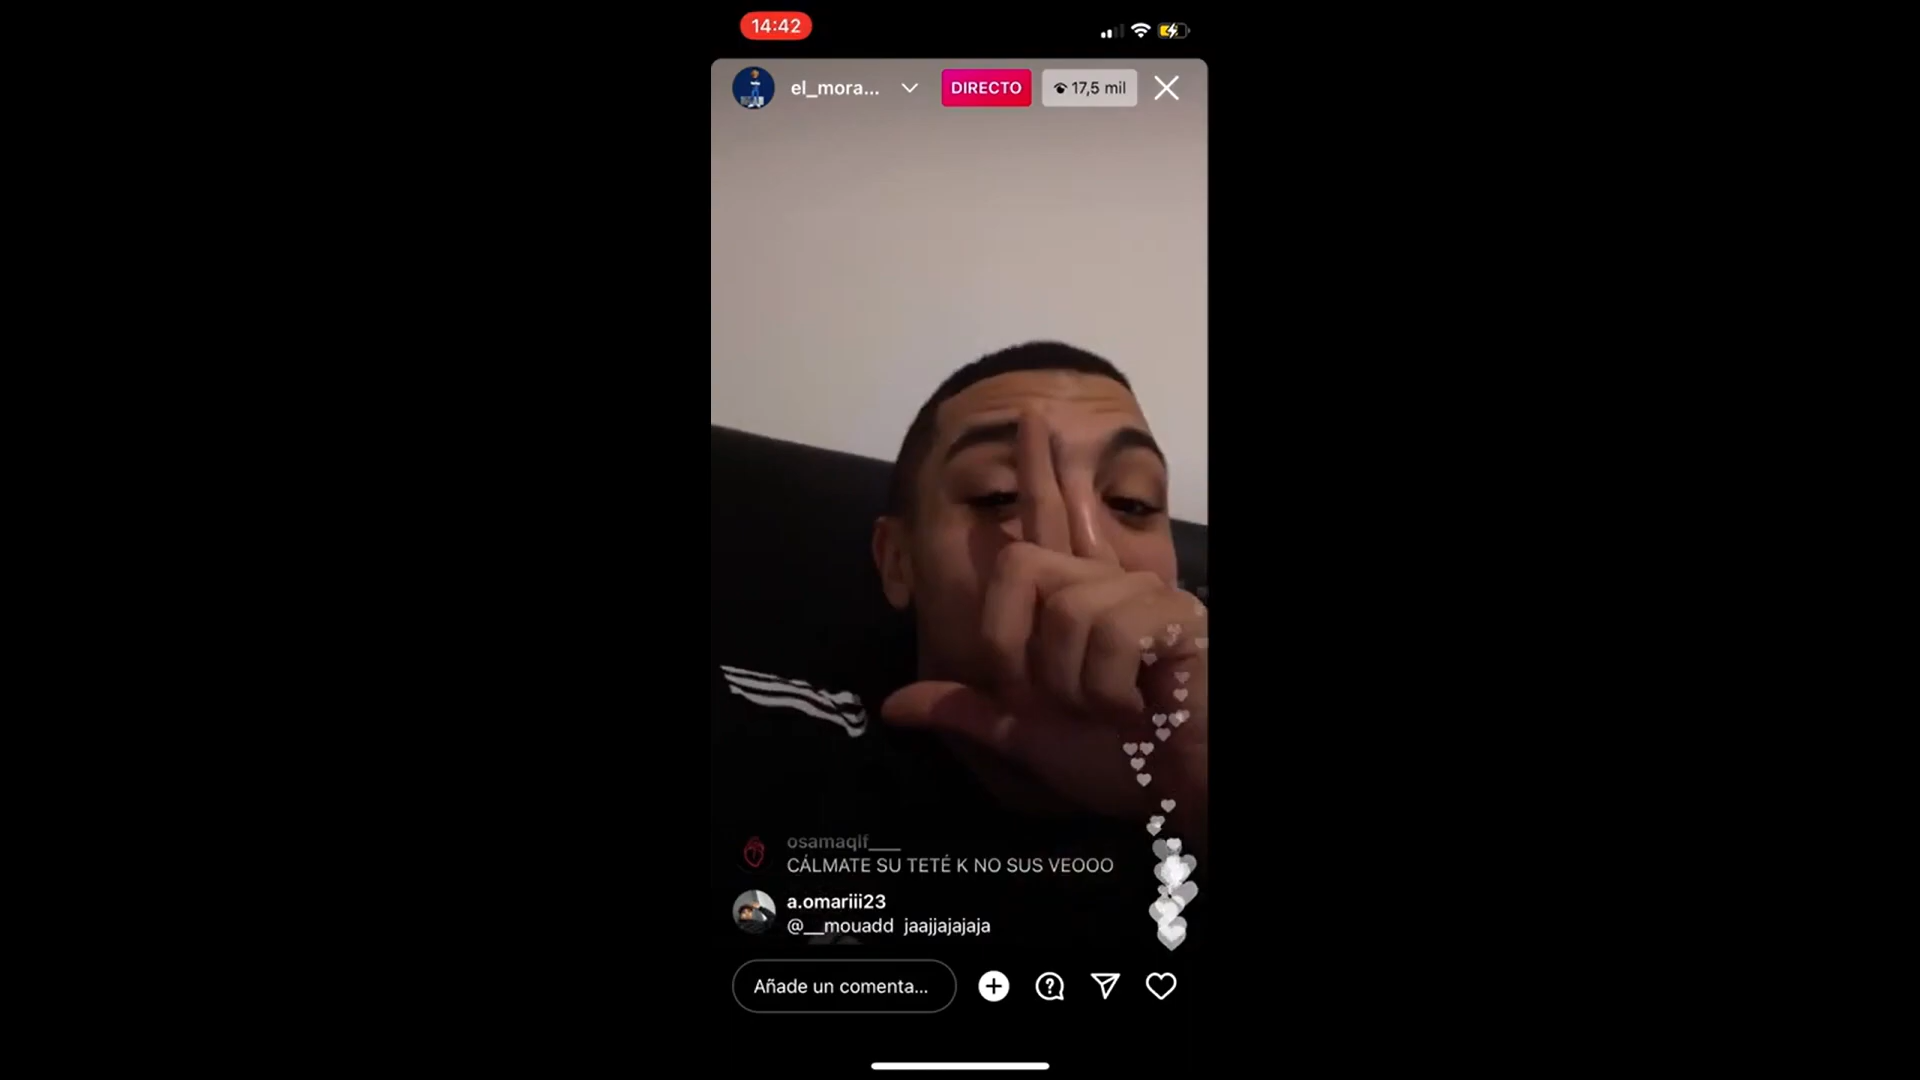 14:42
el_mora...
DIRECTO
17,5 mil
osamaqlf____
CÁLMATE SU TETÉ K NO SUS VEOOO
a.omariii23
@__mouadd jaajjajajaja
Añade un comenta...